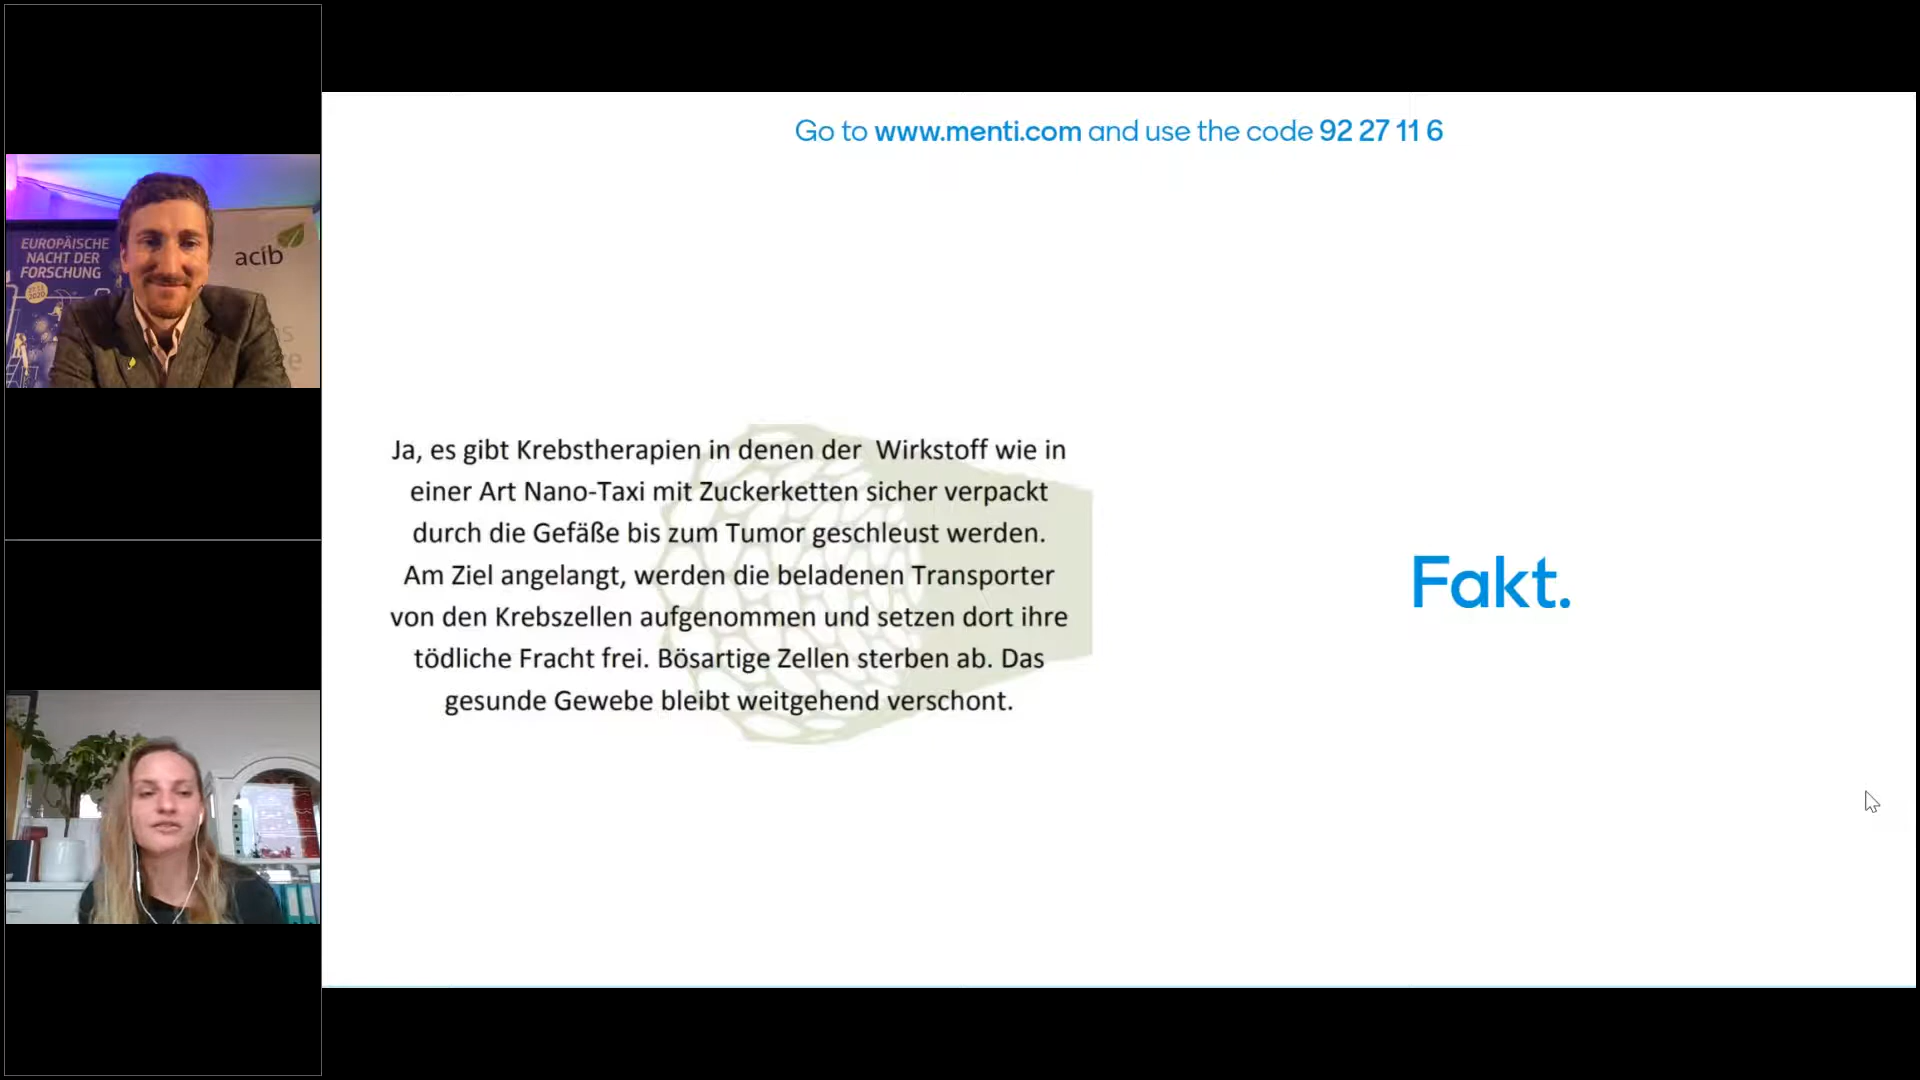 Go to www.menti.com and use the code 92 27 11 6
EUROPÄISCHE
NACHT DER
FORSCHUNG
2020
acib
Ja, es gibt Krebstherapien in denen der Wirkstoff wie in
einer Art Nano-Taxi mit Zuckerketten sicher verpackt
durch die Gefäße bis zum Tumor geschleust werden.
Am Ziel angelangt, werden die beladenen Transporter
von den Krebszellen aufgenommen und setzen dort ihre
tödliche Fracht frei. Bösartige Zellen sterben ab. Das
gesunde Gewebe bleibt weitgehend verschont.
Fakt.